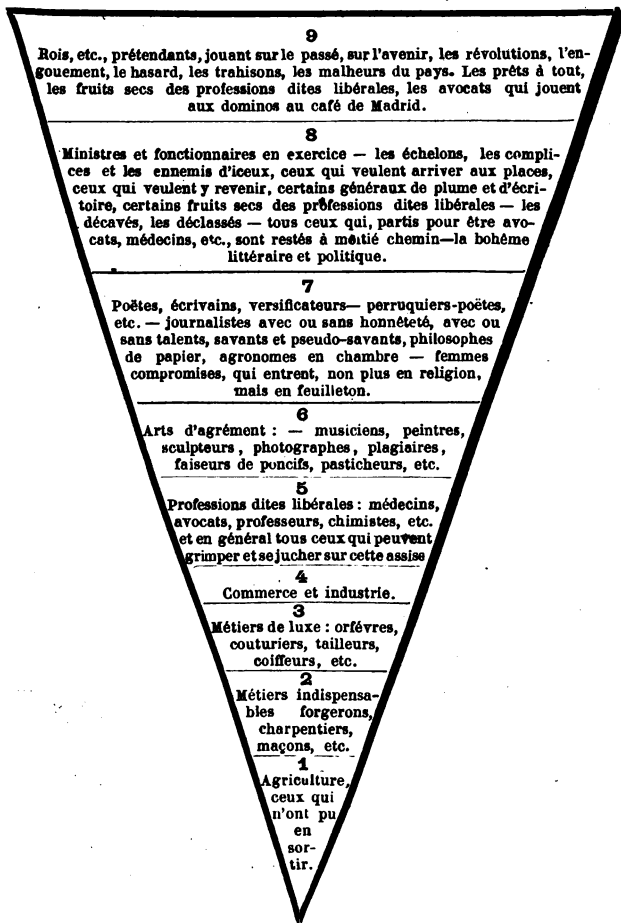 9
Rois, etc., prétendants, jouant sur le passé, sur l'avenir, les révolutions, l'en-
gouement, le hasard, les trahisons, les malheurs du pays. Les prêts à tout,
les fruits secs des professions dites libérales, les avocats qui jouent
aux dominos au café de Madrid.
8
Ministres et fonctionnaires en exercice — les échelons, les compli-
ces et les ennemis d'iceux, ceux qui veulent arriver aux places,
ceux qui veulent y revenir, certains généraux de plume et d'écri-
toire, certains fruits secs des professions dites libérales — les
décavés, les déclassés — tous ceux qui, partis pour être avo-
cats, médecins, etc., sont restés à moitié chemin—la bohême
littéraire et politique.
7
Poëtes, écrivains, versificateurs— perruquiers-poëtes,
etc. — journalistes avec ou sans honnêteté, avec ou
sans talents, savants et pseudo-savants, philosophes
de papier, agronomes en chambre — femmes
compromises, qui entrent, non plus en religion,
mais en feuilleton.
6
Arts d'agrément : — musiciens, peintres,
sculpteurs, photographes, plagiaires,
faiseurs de poncifs, pasticheurs, etc.
5
Professions dites libérales : médecins,
avocats, professeurs, chimistes, etc.
et en général tous ceux qui peuvent
grimper et se jucher sur cette assise
4
Commerce et industrie.
3
Métiers de luxe : orfévres,
couturiers, tailleurs,
coiffeurs, etc.
2
Métiers indispensa-
bles forgerons,
charpentiers,
maçons, etc.
1
Agriculture,
ceux qui
n'ont pu
en
sor-
tir.